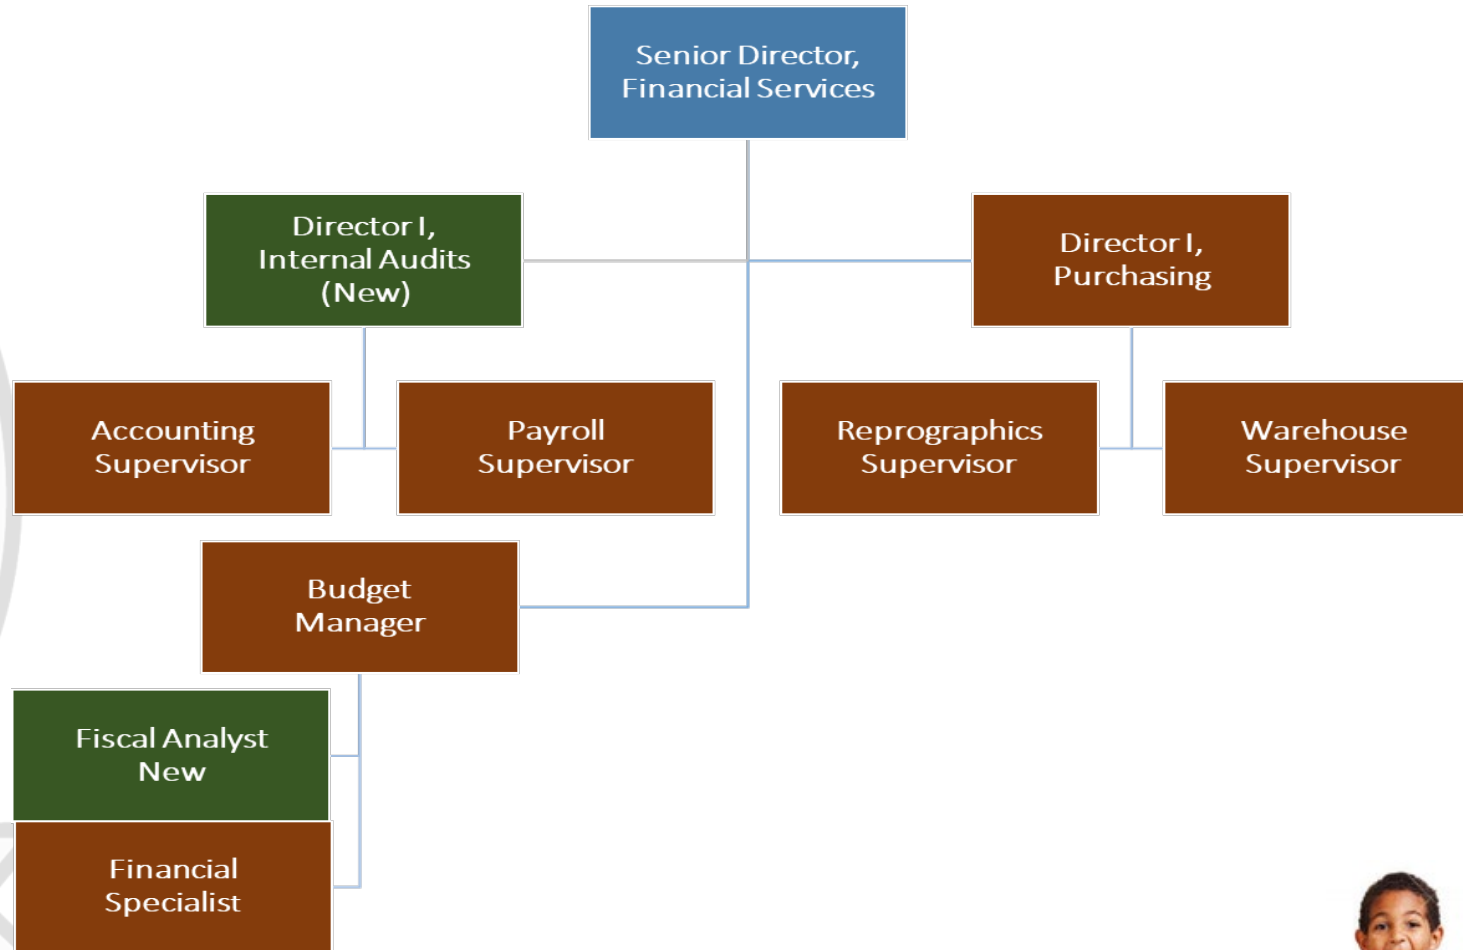 Senior Director,
Financial Services
Director I,
Internal Audits
(New)
Director I,
Purchasing
Accounting
Supervisor
Payroll
Supervisor
Reprographics
Supervisor
Warehouse
Supervisor
Budget
Manager
Fiscal Analyst
New
Financial
Specialist